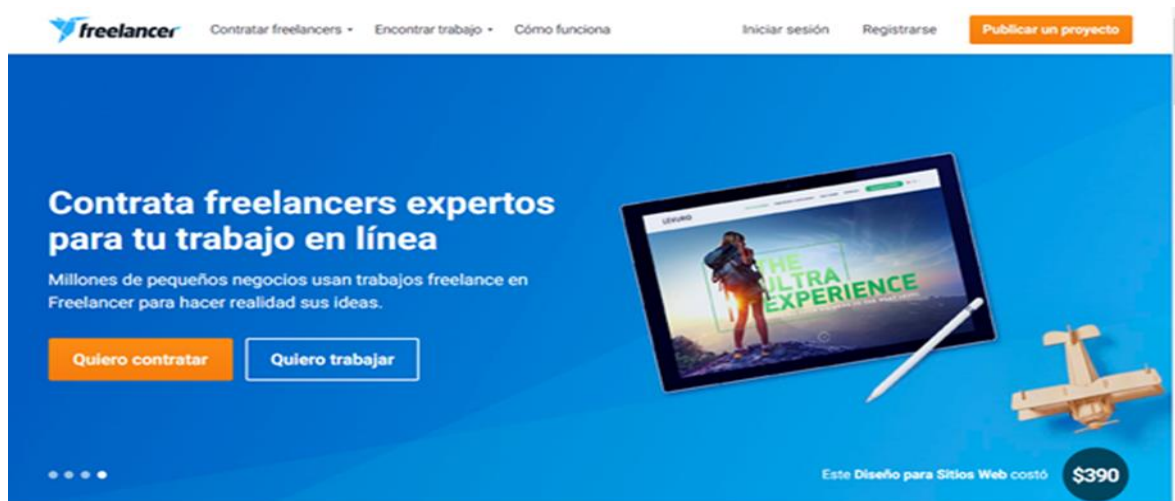 freelancer Contratar freelancers Encontrar trabajo Cómo funciona Iniciar sesión Registrarse Publicar un proyecto
Contrata freelancers expertos
para tu trabajo en línea
Millones de pequeños negocios usan trabajos freelance en
Freelancer para hacer realidad sus ideas.
Quiero contratar Quiero trabajar
THE
ULTRA
EXPERIENCE
Este Diseño para Sitios Web costó $390